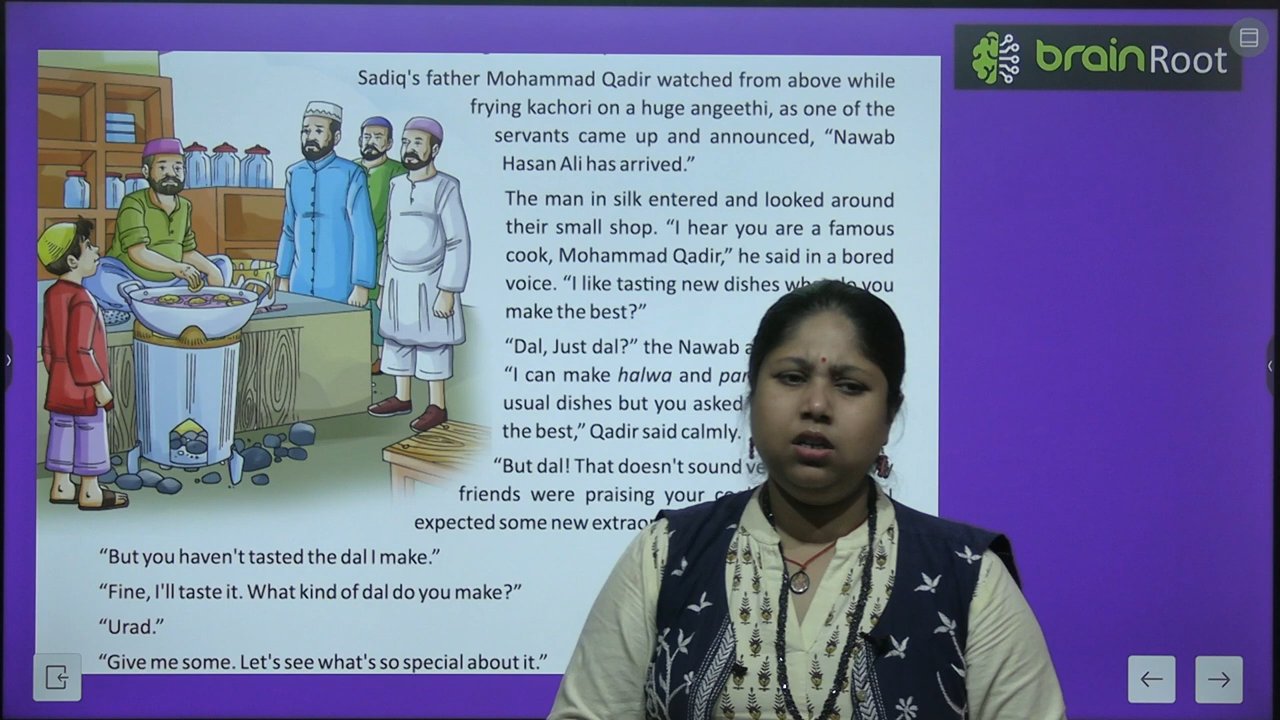 brainRoot
Sadiq's father Mohammad Qadir watched from above while
frying kachori on a huge angeethi, as one of the
servants came up and announced, “Nawab
Hasan Ali has arrived.”
The man in silk entered and looked around
their small shop. “I hear you are a famous
cook, Mohammad Qadir,” he said in a bored
voice. “I like tasting new dishes you
make the best?”
“Dal, Just dal?” the Nawab
“I can make halwa and
usual dishes but you asked
the best,” Qadir said calmly.
“But dal! That doesn't sound
friends were praising your
expected some new
“But you haven't tasted the dal I make.”
“Fine, I'll taste it. What kind of dal do you make?”
“Urad.”
“Give me some. Let's see what's so special about it.”